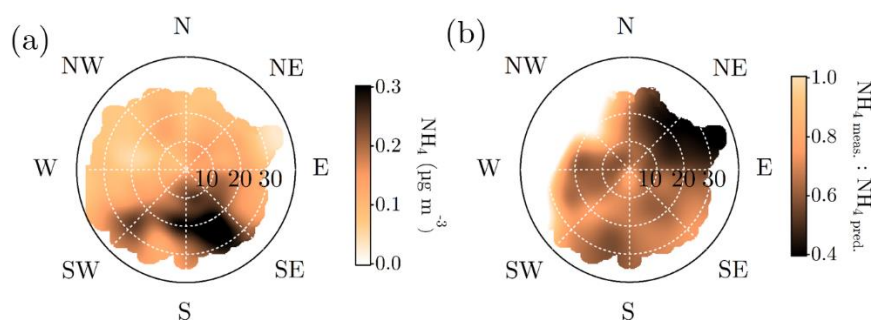 (a)
N
NW
NE
W
E
10 20 30
SW
SE
S
0.3
0.2
0.1
0.0
NH₄ (µg m⁻³)
(b)
N
NW
NE
W
E
10 20 30
SW
SE
S
1.0
0.8
0.6
0.4
NH₄ meas. : NH₄ pred.